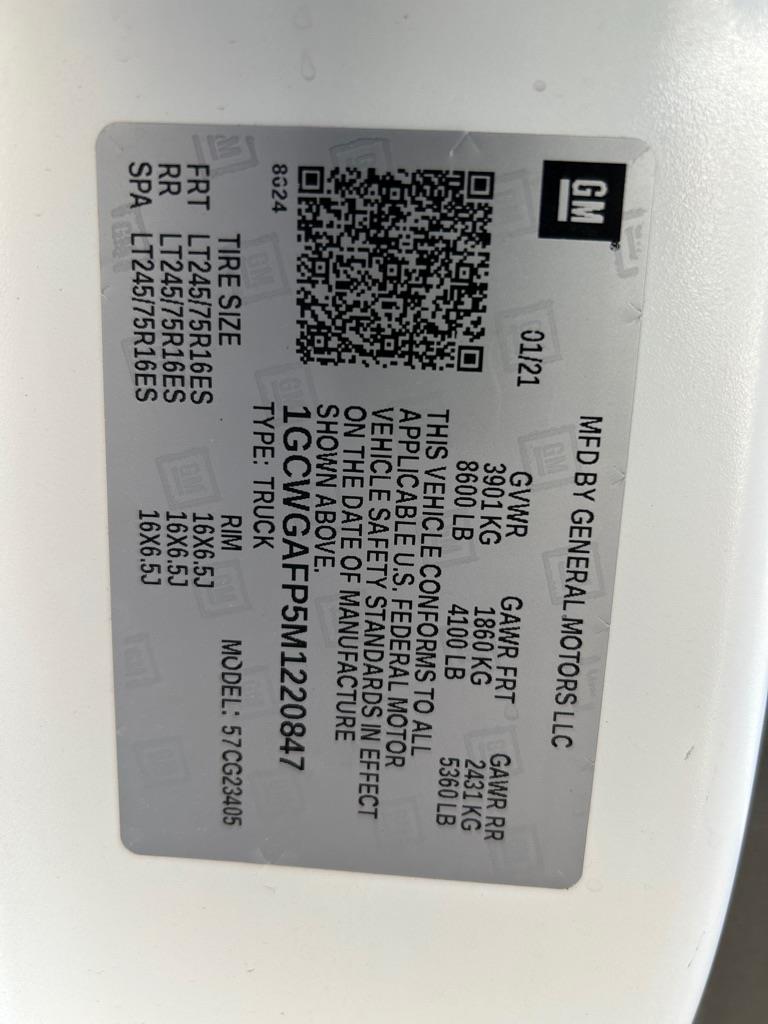 GM
MFD BY GENERAL MOTORS LLC
01/21
GVWR GAWR FRT GAWR RR
3901 KG 1860 KG 2431 KG
8600 LB 4100 LB 5360 LB
THIS VEHICLE CONFORMS TO ALL
APPLICABLE U.S. FEDERAL MOTOR
VEHICLE SAFETY STANDARDS IN EFFECT
ON THE DATE OF MANUFACTURE
SHOWN ABOVE.
1GCWGAFP5M1220847
TYPE: TRUCK
8024
TIRE SIZE RIM MODEL: 57CG23405
FRT LT245/75R16ES 16X6.5J
RR LT245/75R16ES 16X6.5J
SPA LT245/75R16ES 16X6.5J